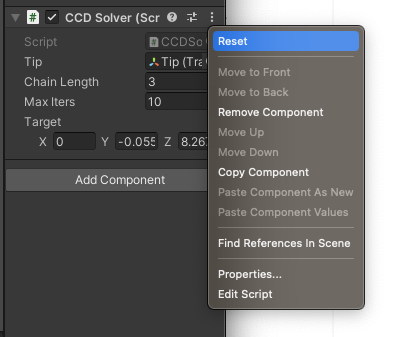 CCD Solver (Scr
Script
CCDSo
Tip
Tip (Tra
Chain Length
3
Max Iters
10
Target
X 0 Y -0.055 Z 8.267
Add Component
Reset
Move to Front
Move to Back
Remove Component
Move Up
Move Down
Copy Component
Paste Component As New
Paste Component Values
Find References In Scene
Properties...
Edit Script